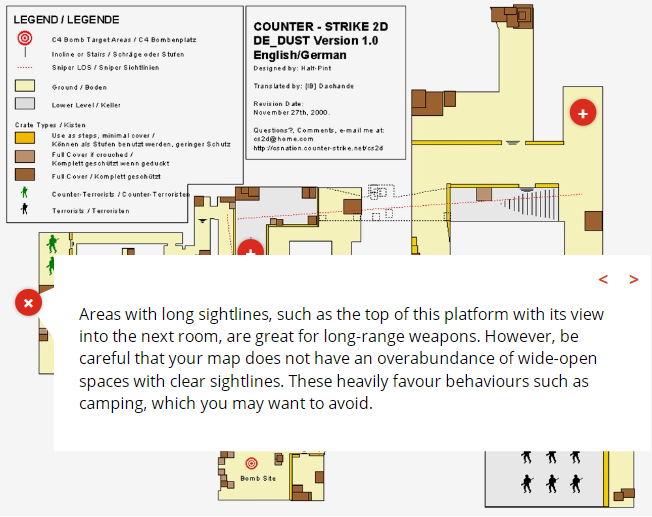 LEGEND / LEGENDE
C4 Bomb Target Areas / C4 Bombenplatz
Incline or Stairs / Schräge oder Stufen
Sniper LOS / Sniper Sichtlinien
Ground / Boden
Lower Level / Keller
Crate Types / Kisten
Use as steps, minimal cover /
Können als Stufen benutzt werden, geringer Schutz
Full Cover if crouched /
Komplett geschützt wenn geduckt
Full Cover / Komplett geschützt
Counter-Terrorists / Counter-Terroristen
Terrorists / Terroristen
COUNTER - STRIKE 2D
DE_DUST Version 1.0
English/German
Designed by: Half-Pint
Translated by: [IB] Dachande
Revision Date:
November 27th, 2000.
Questions?, Comments, e-mail me at:
cs2d@home.com
http://csnation.counter-strike.net/cs2d
Areas with long sightlines, such as the top of this platform with its view
into the next room, are great for long-range weapons. However, be
careful that your map does not have an overabundance of wide-open
spaces with clear sightlines. These heavily favour behaviours such as
camping, which you may want to avoid.
Bomb Site